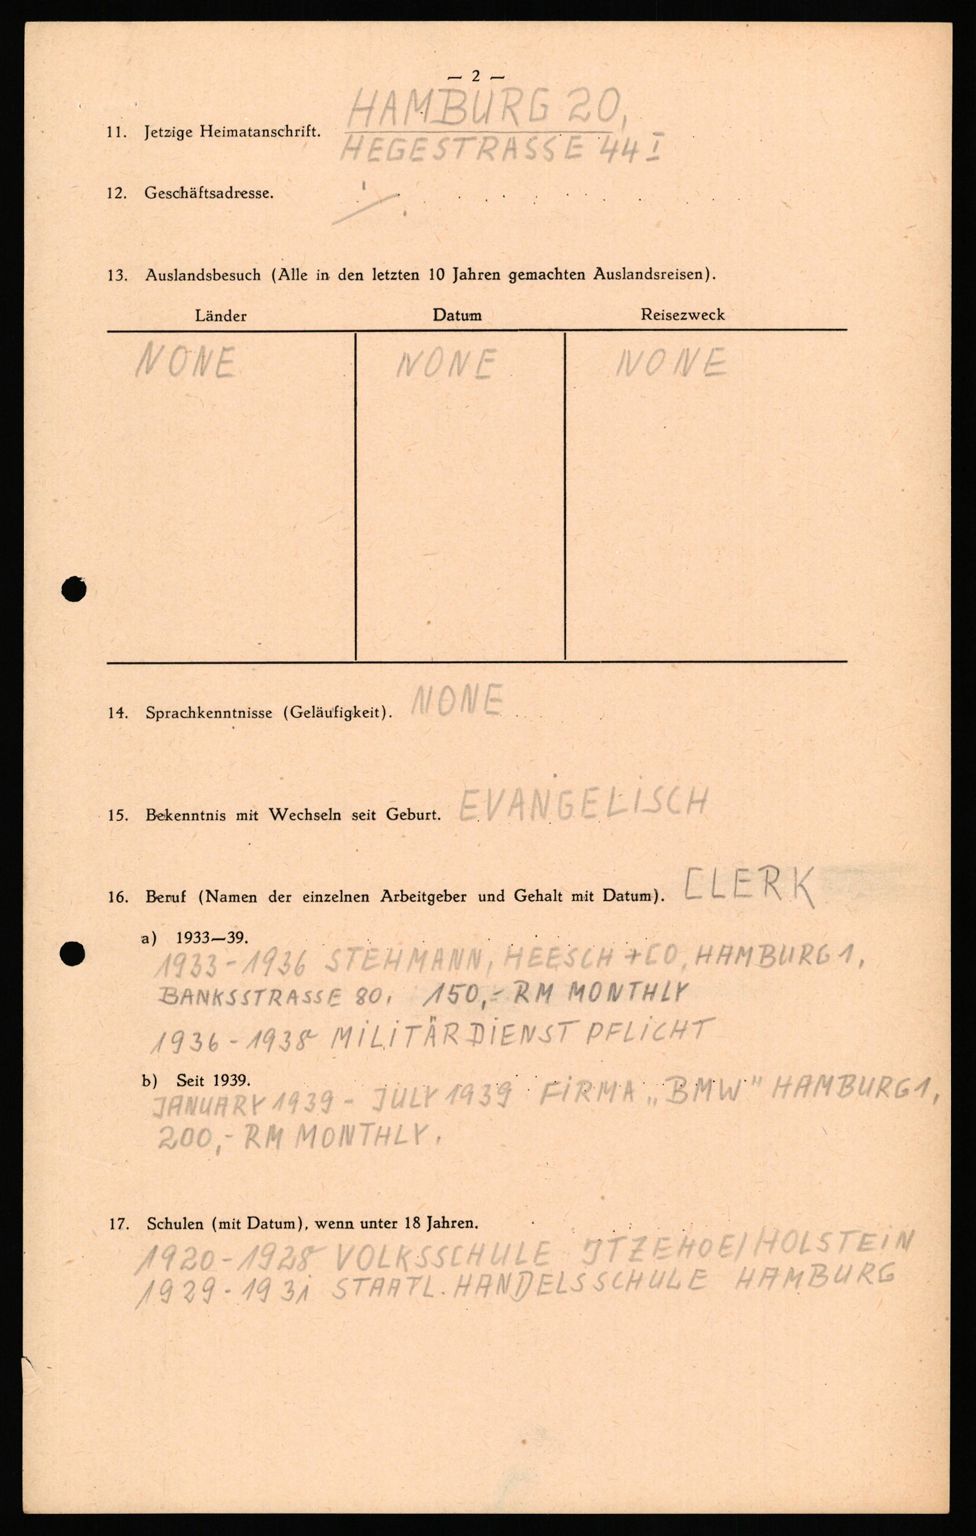 — 2 —
HAMBURG 20,
11. Jetzige Heimatanschrift.
HEGESTRASSE 44 I
12. Geschäftsadresse. ·/.
13. Auslandsbesuch (Alle in den letzten 10 Jahren gemachten Auslandsreisen).
Länder Datum Reisezweck
NONE NONE NONE
14. Sprachkenntnisse (Geläufigkeit). NONE
15. Bekenntnis mit Wechseln seit Geburt. EVANGELISCH
16. Beruf (Namen der einzelnen Arbeitgeber und Gehalt mit Datum). CLERK
a) 1933—39.
1933-1936 STEHMANN, HEESCH + CO, HAMBURG 1,
BANKSSTRASSE 80, 150,- RM MONTHLY
1936 - 1938 MILITÄRDIENSTPFLICHT
b) Seit 1939.
JANUARY 1939 - JULY 1939 FIRMA „BMW" HAMBURG 1,
200,- RM MONTHLY.
17. Schulen (mit Datum), wenn unter 18 Jahren.
1920-1928 VOLKSSCHULE ITZEHOE/HOLSTEIN
1929-1931 STAATL. HANDELSSCHULE HAMBURG